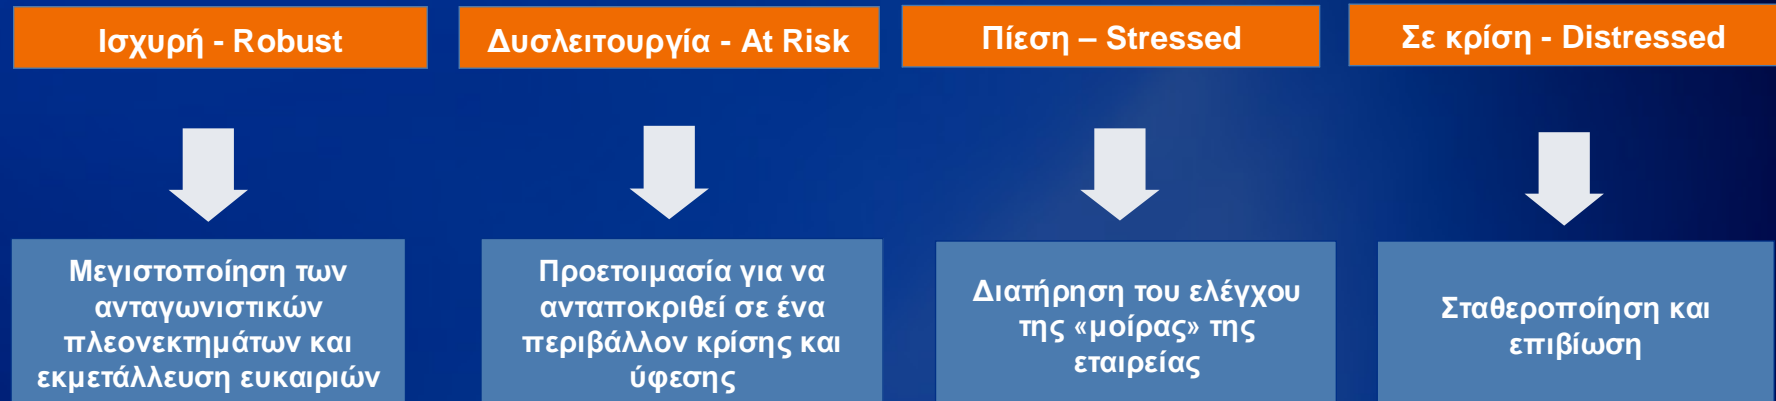 Ισχυρή - Robust
Δυσλειτουργία - At Risk
Πίεση – Stressed
Σε κρίση - Distressed
Μεγιστοποίηση των
ανταγωνιστικών
πλεονεκτημάτων και
εκμετάλλευση ευκαιριών
Προετοιμασία για να
ανταποκριθεί σε ένα
περιβάλλον κρίσης και
ύφεσης
Διατήρηση του ελέγχου
της «μοίρας» της
εταιρείας
Σταθεροποίηση και
επιβίωση